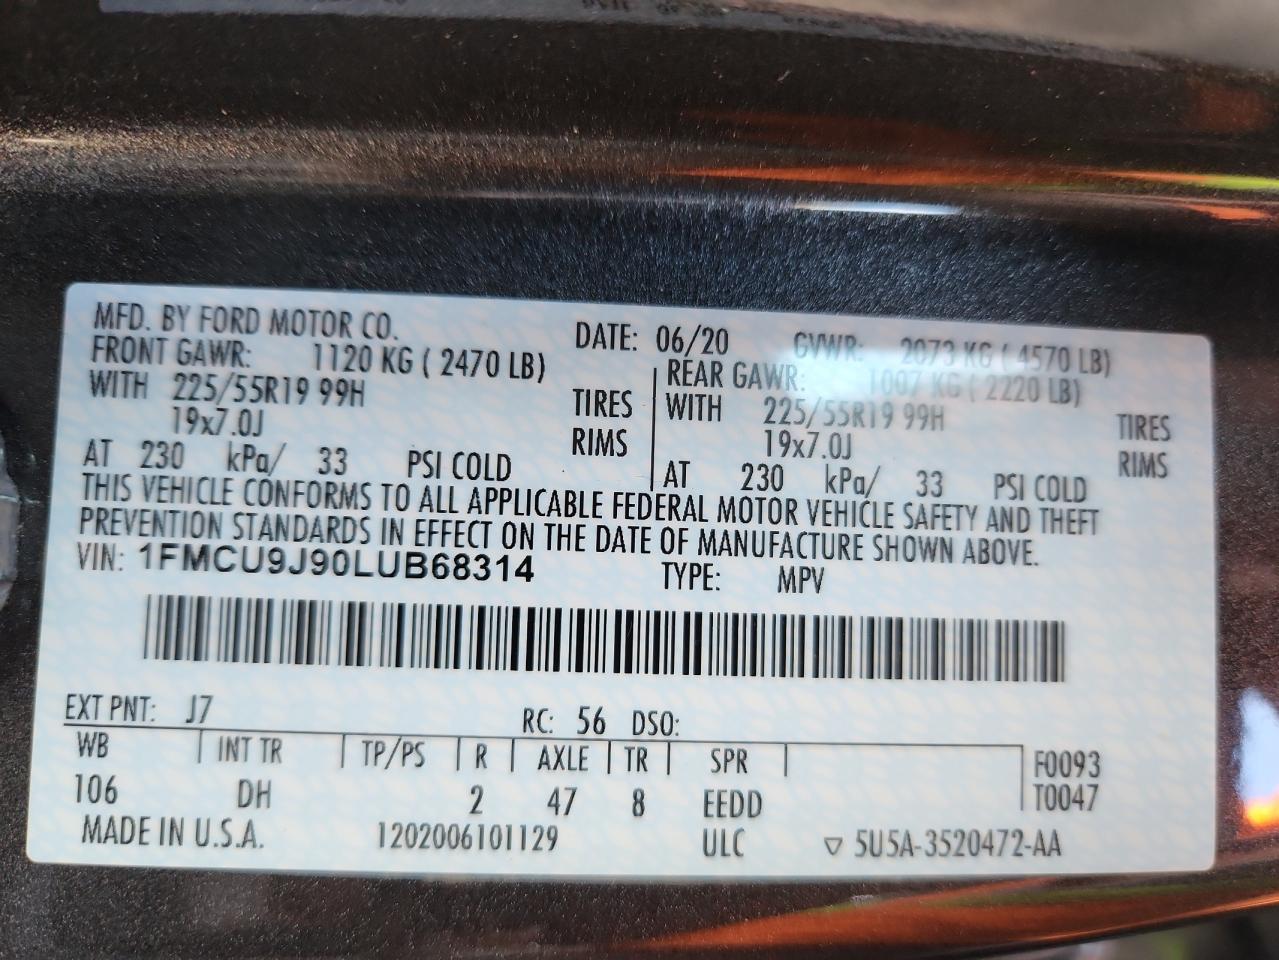 MFD. BY FORD MOTOR CO.
DATE: 06/20 GVWR: 2073 KG ( 4570 LB)
FRONT GAWR: 1120 KG ( 2470 LB) REAR GAWR: 1007 KG ( 2220 LB)
WITH 225/55R19 99H TIRES WITH 225/55R19 99H TIRES
19x7.0J RIMS 19x7.0J RIMS
AT 230 kPa/ 33 PSI COLD AT 230 kPa/ 33 PSI COLD
THIS VEHICLE CONFORMS TO ALL APPLICABLE FEDERAL MOTOR VEHICLE SAFETY AND THEFT
PREVENTION STANDARDS IN EFFECT ON THE DATE OF MANUFACTURE SHOWN ABOVE.
VIN: 1FMCU9J90LUB68314 TYPE: MPV
EXT PNT: J7 RC: 56 DSO:
WB INT TR TP/PS R AXLE TR SPR F0093
106 DH 2 47 8 EEDD T0047
MADE IN U.S.A. 1202006101129 ULC ▽ 5U5A-3520472-AA